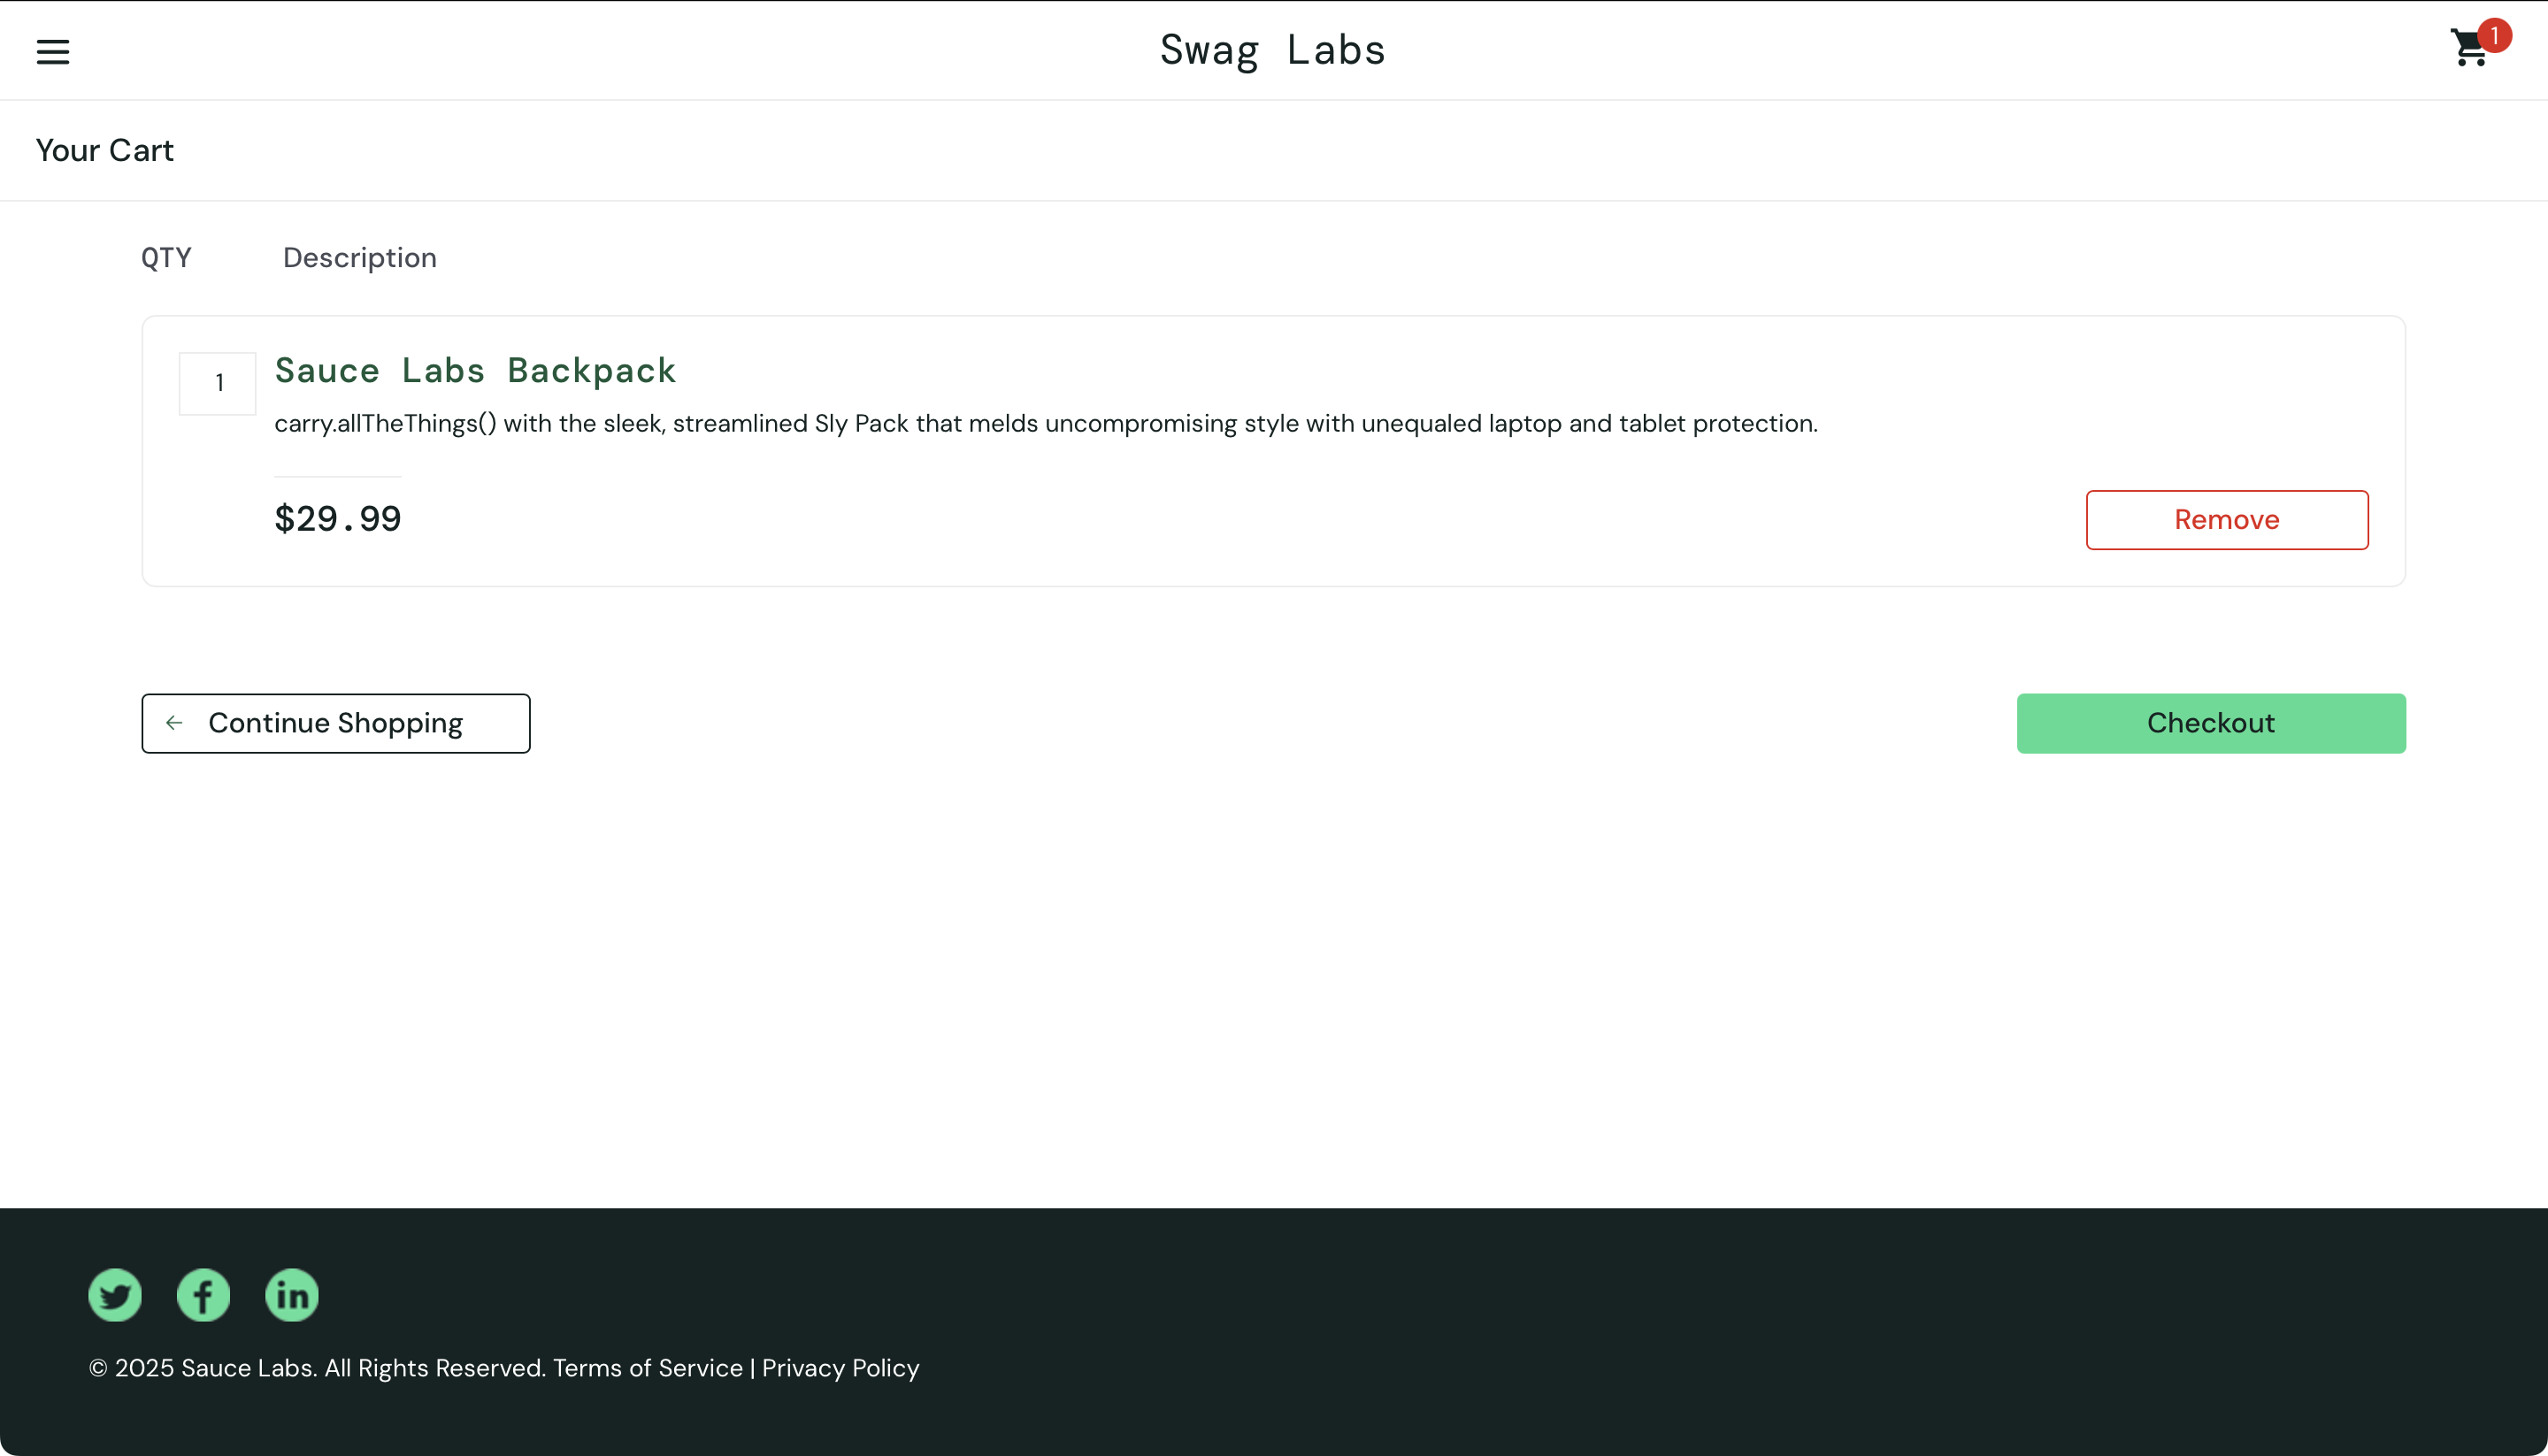 Swag Labs
1
Your Cart
QTY Description
1
Sauce Labs Backpack
carry.allTheThings() with the sleek, streamlined Sly Pack that melds uncompromising style with unequaled laptop and tablet protection.
$29.99
Remove
Continue Shopping
Checkout
© 2025 Sauce Labs. All Rights Reserved. Terms of Service | Privacy Policy